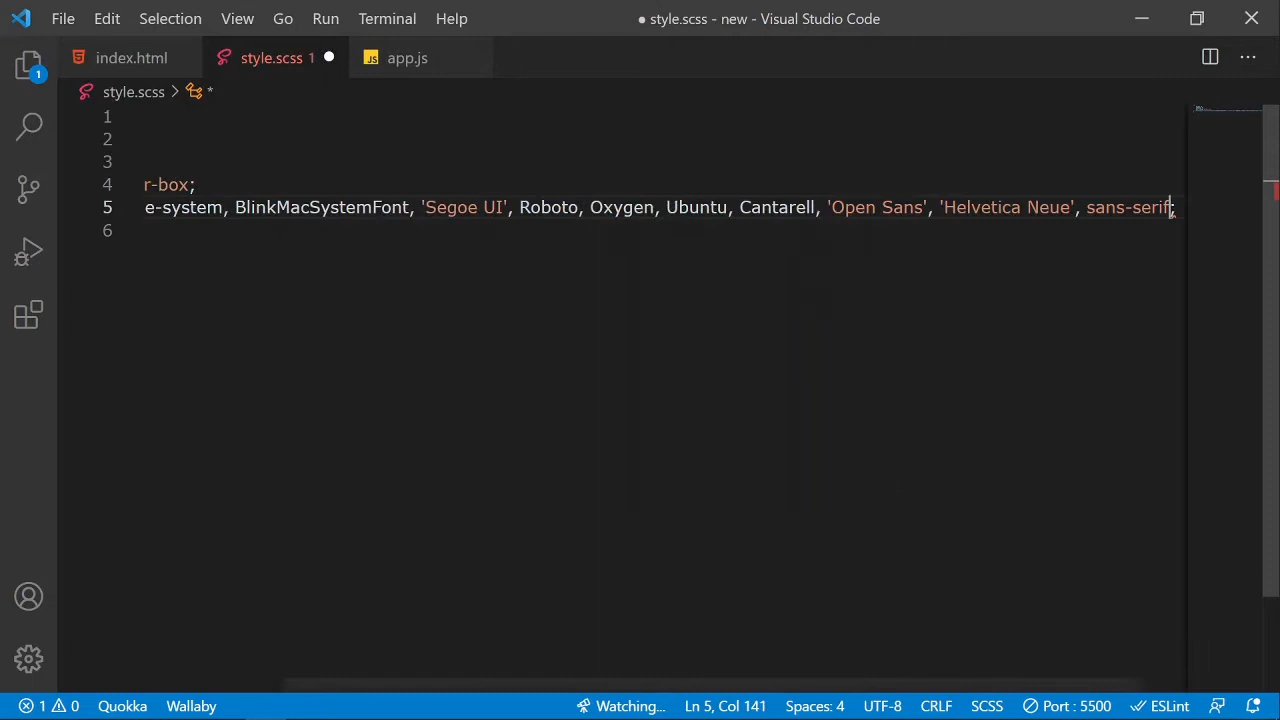 File Edit Selection View Go Run Terminal Help ● style.scss - new - Visual Studio Code
index.html style.scss 1 JS app.js
1
style.scss > *
1
2
3
4 r-box;
5 e-system, BlinkMacSystemFont, 'Segoe UI', Roboto, Oxygen, Ubuntu, Cantarell, 'Open Sans', 'Helvetica Neue', sans-serif;
6
1 0 Quokka Wallaby Watching... Ln 5, Col 141 Spaces: 4 UTF-8 CRLF SCSS Port : 5500 ESLint